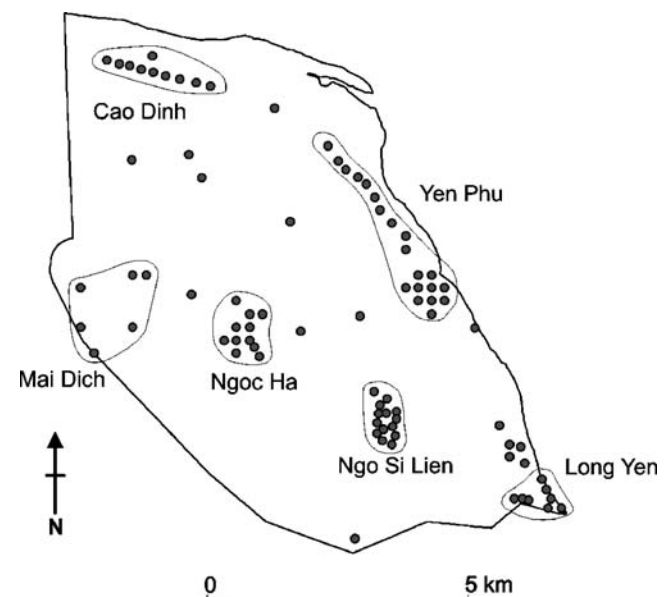 Cao Dinh
Yen Phu
Mai Dich
Ngoc Ha
Ngo Si Lien
Long Yen
N
0 5 km